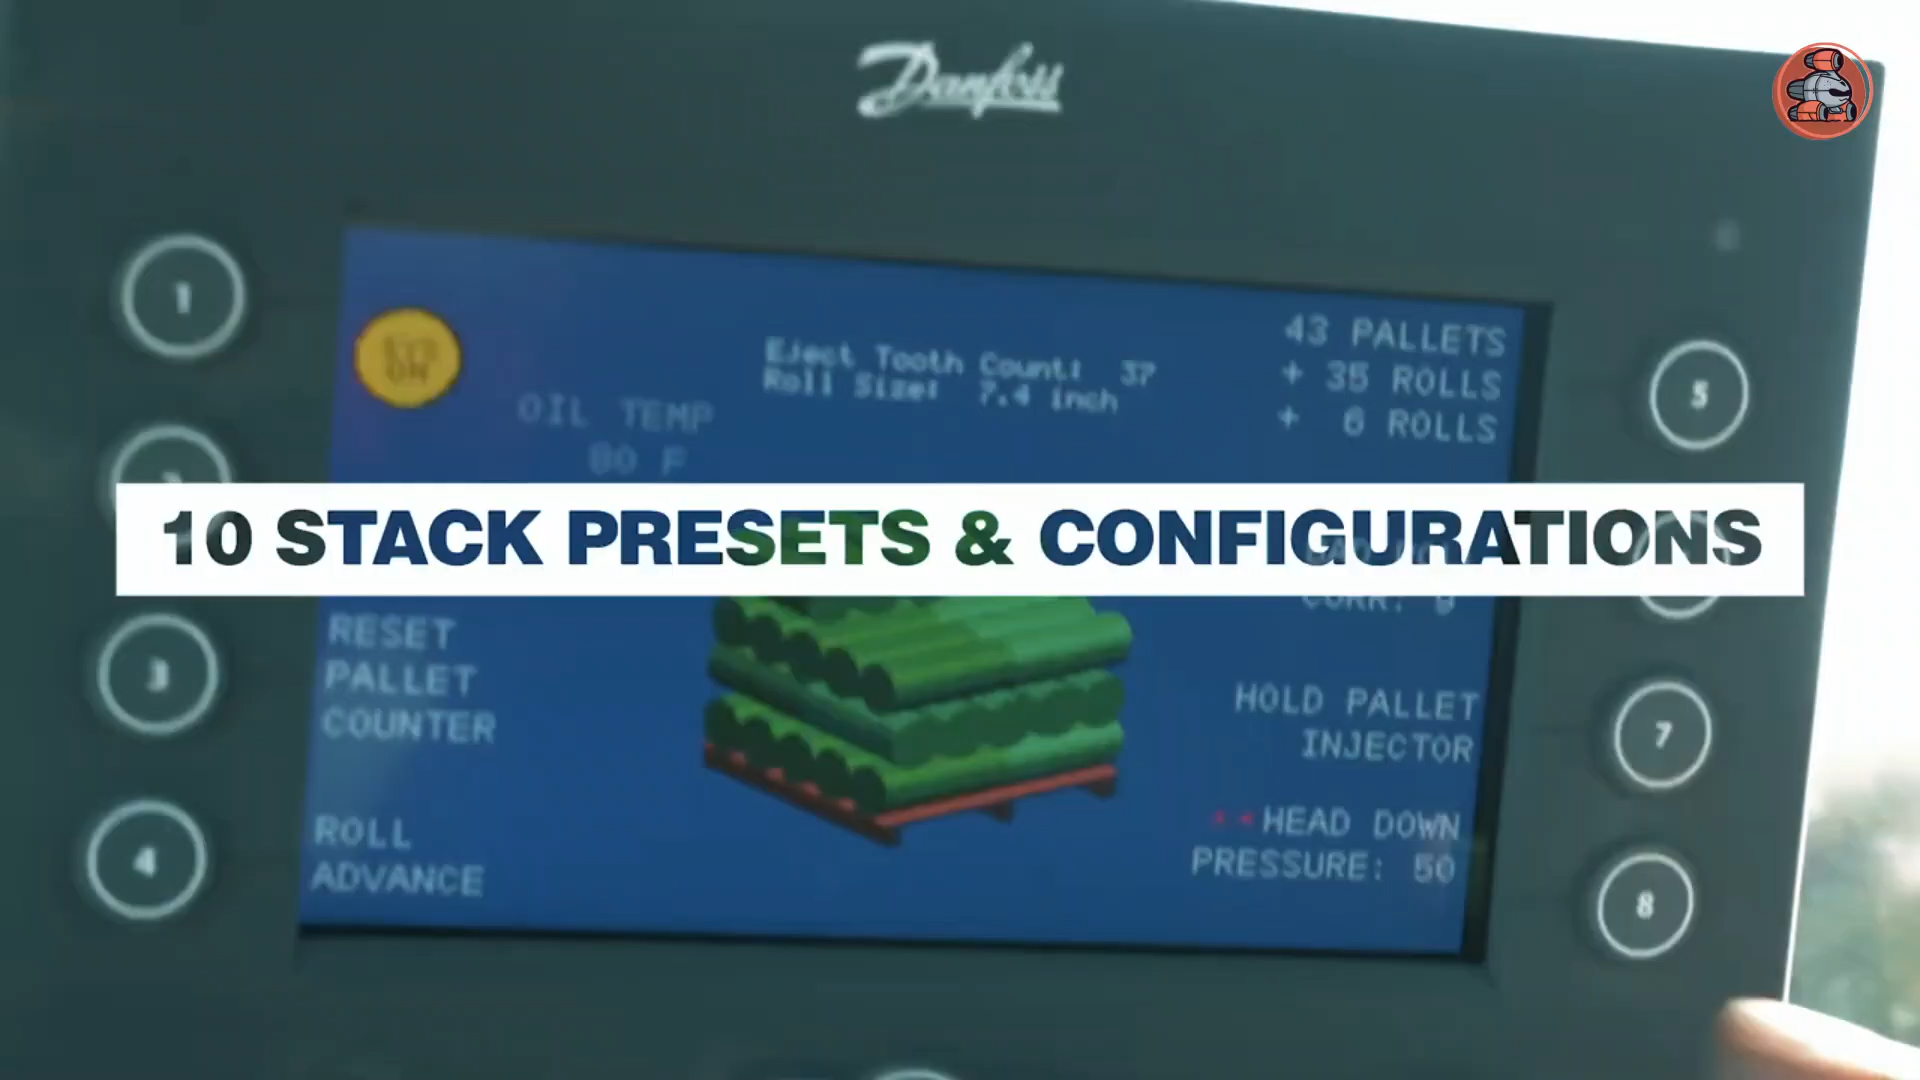 Danfoss
1
Eject Tooth Count: 37
Roll Size: 7.4 inch
43 PALLETS
+ 35 ROLLS
+ 6 ROLLS
5
OIL TEMP
80 F
10 STACK PRESETS & CONFIGURATIONS
CORR: 9
3
RESET
PALLET
COUNTER
HOLD PALLET
INJECTOR
7
4
ROLL
ADVANCE
HEAD DOWN
PRESSURE: 50
8